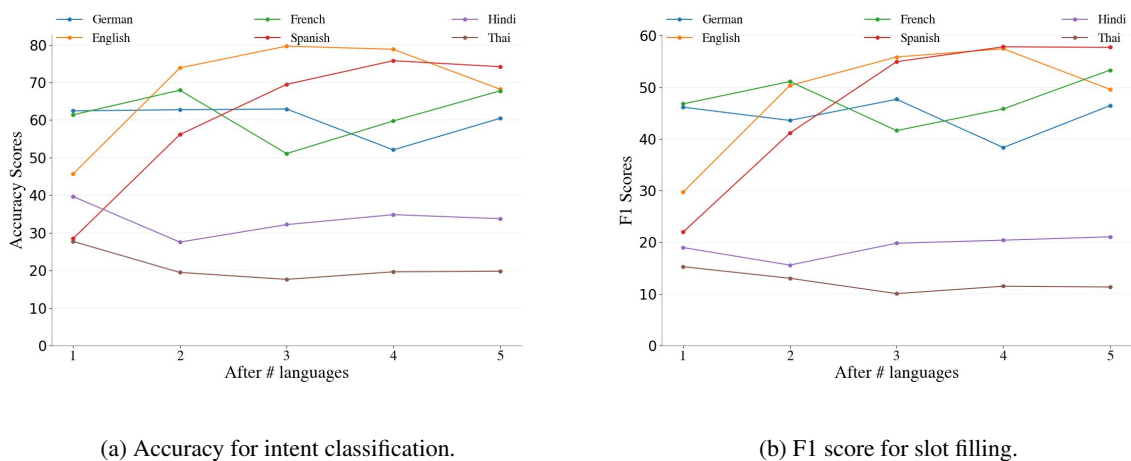 German French Hindi
English Spanish Thai
80
70
60
50
40
30
20
10
0
Accuracy Scores
1 2 3 4 5
After # languages
(a) Accuracy for intent classification.
German French Hindi
English Spanish Thai
60
50
40
30
20
10
0
F1 Scores
1 2 3 4 5
After # languages
(b) F1 score for slot filling.